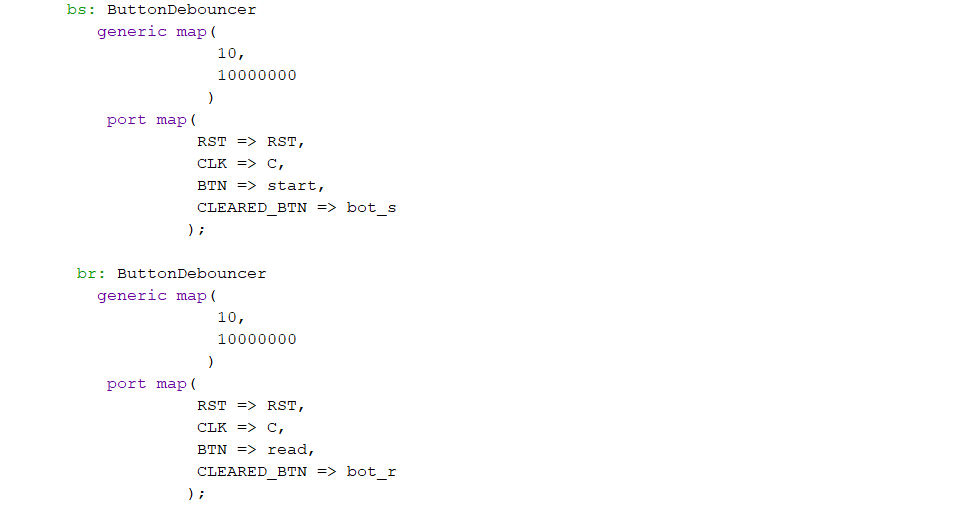 bs: ButtonDebouncer
generic map(
10,
10000000
)
port map(
RST => RST,
CLK => C,
BTN => start,
CLEARED_BTN => bot_s
);
br: ButtonDebouncer
generic map(
10,
10000000
)
port map(
RST => RST,
CLK => C,
BTN => read,
CLEARED_BTN => bot_r
);